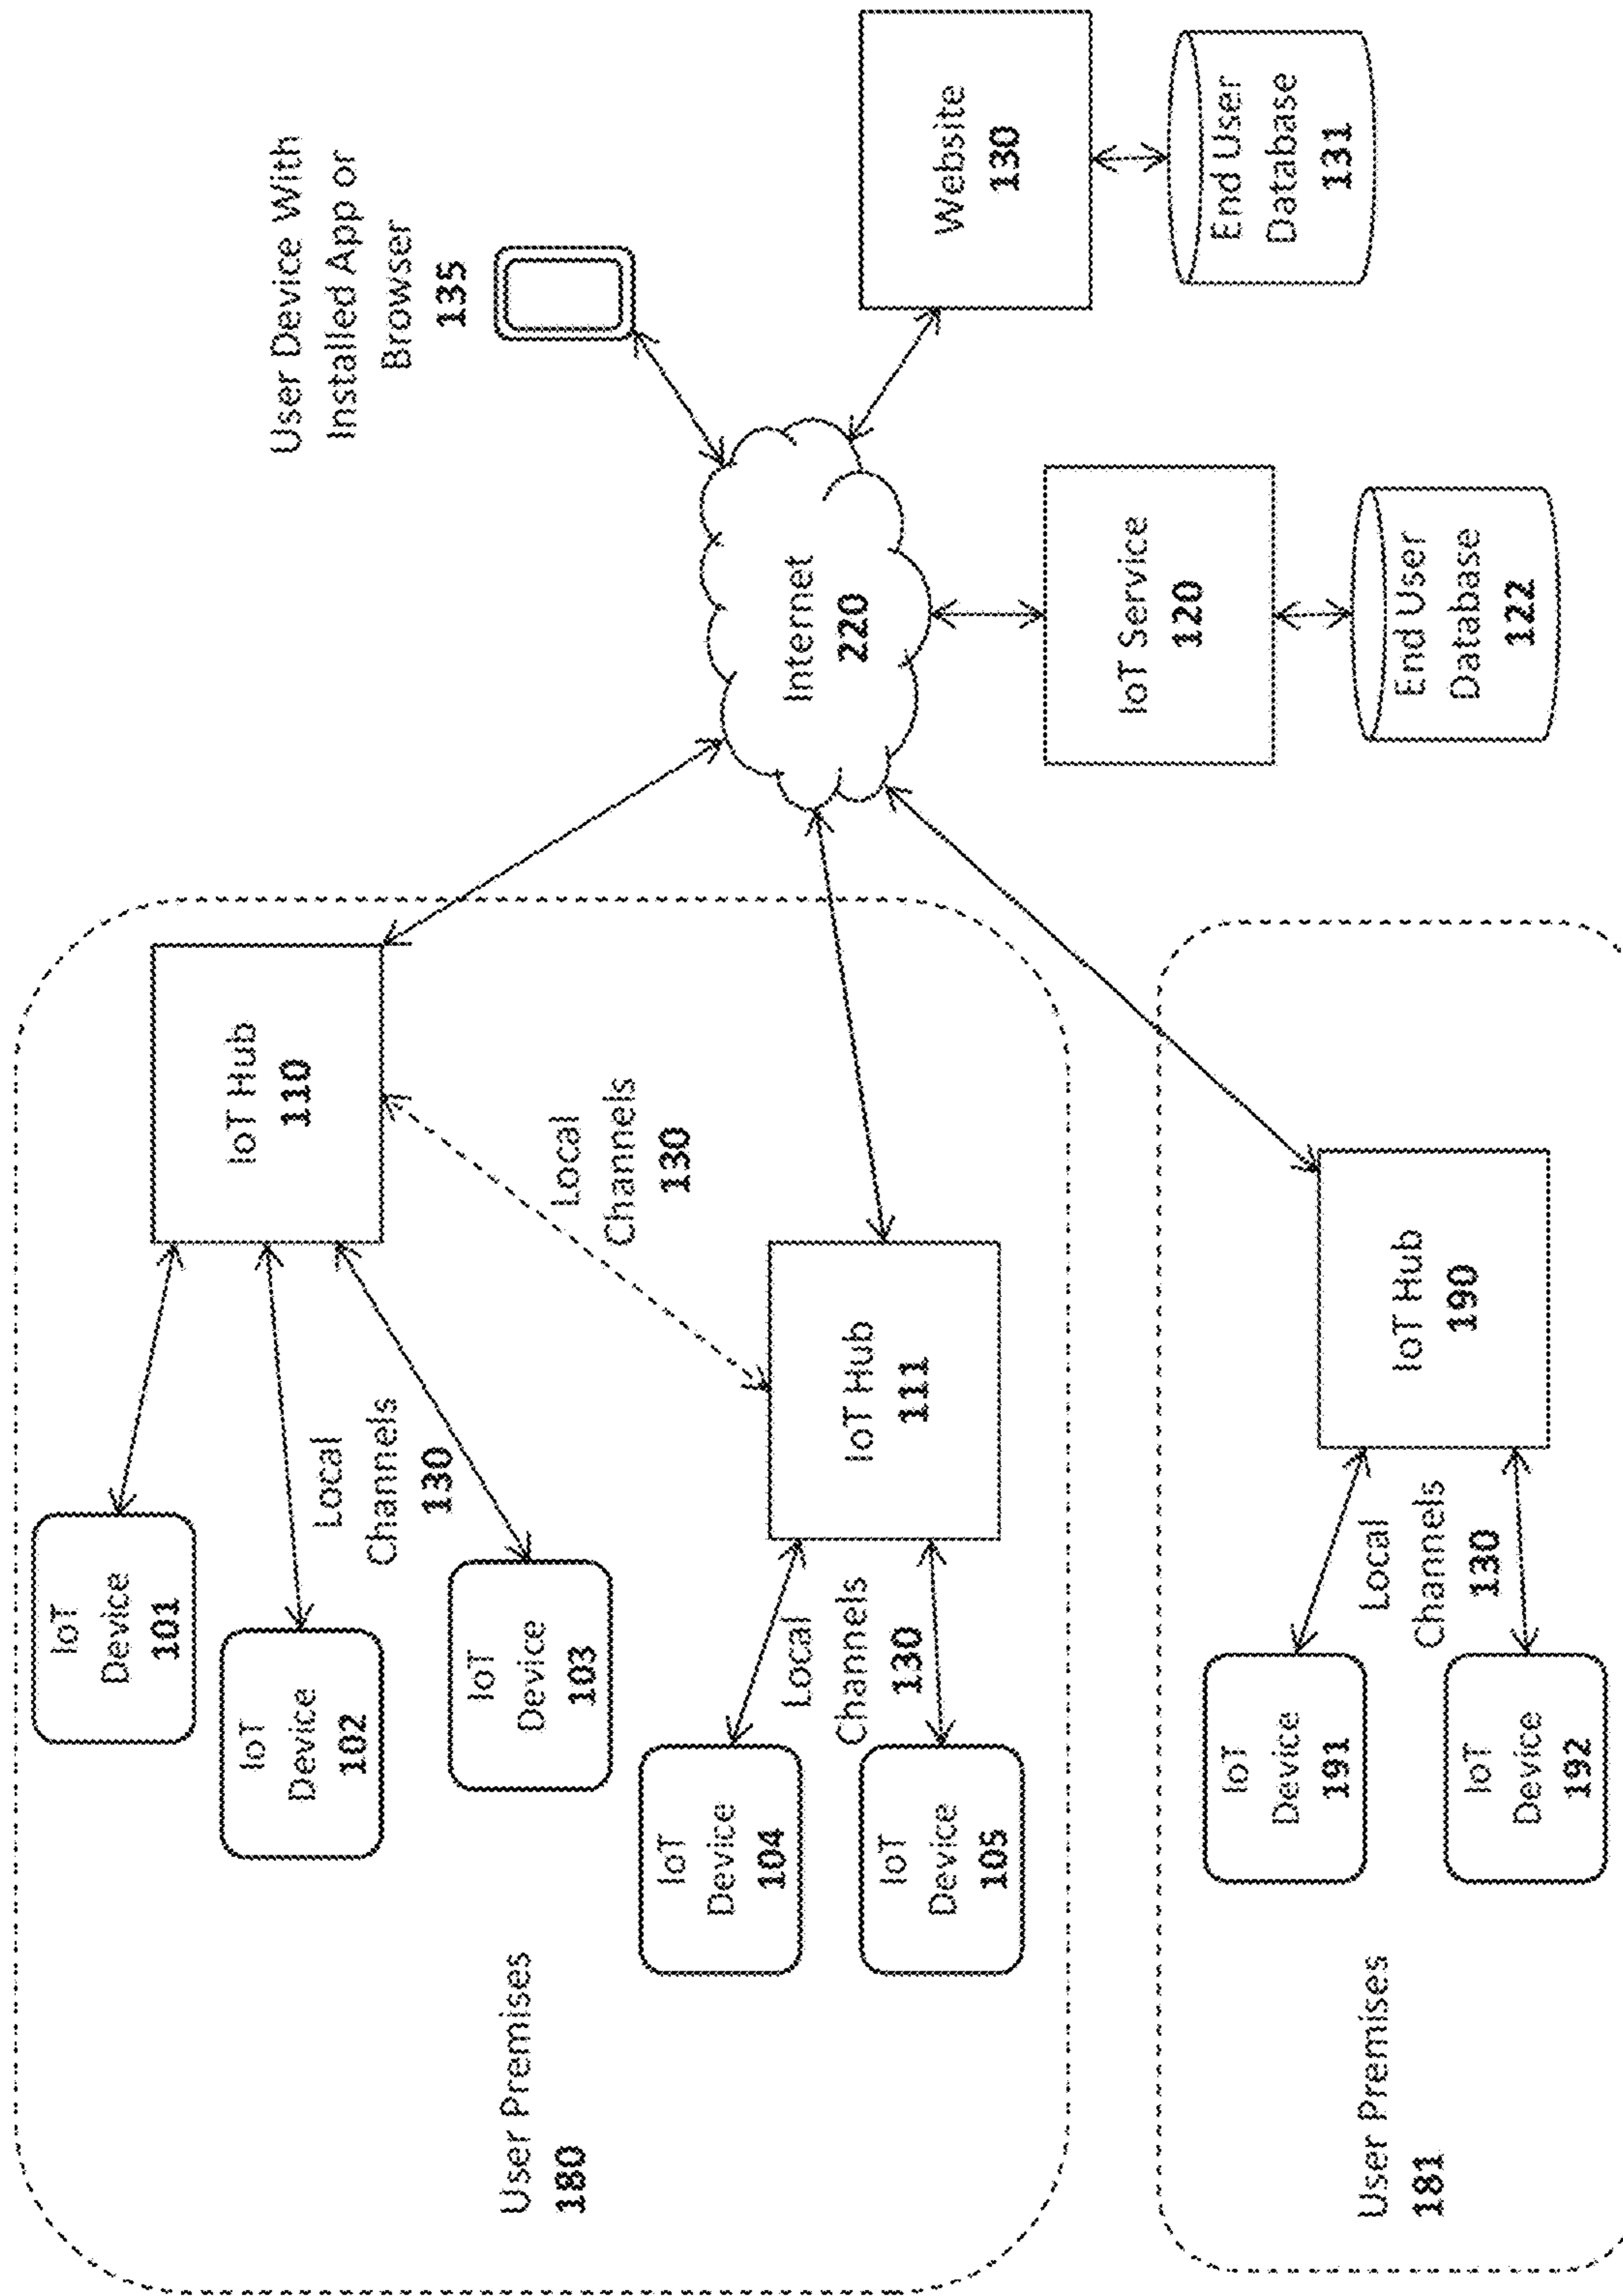 IoT
Device
101
IoT
Device
102
Local
Channels
130
IoT
Device
103
IoT Hub
110
Local
Channels
130
User Premises
180
IoT
Device
104
Local
Channels
130
IoT
Device
105
IoT Hub
111
User Device With
Installed App or
Browser
135
Internet
220
Website
130
End User
Database
131
IoT Service
120
End User
Database
122
User Premises
181
IoT
Device
191
Local
Channels
130
IoT
Device
192
IoT Hub
190